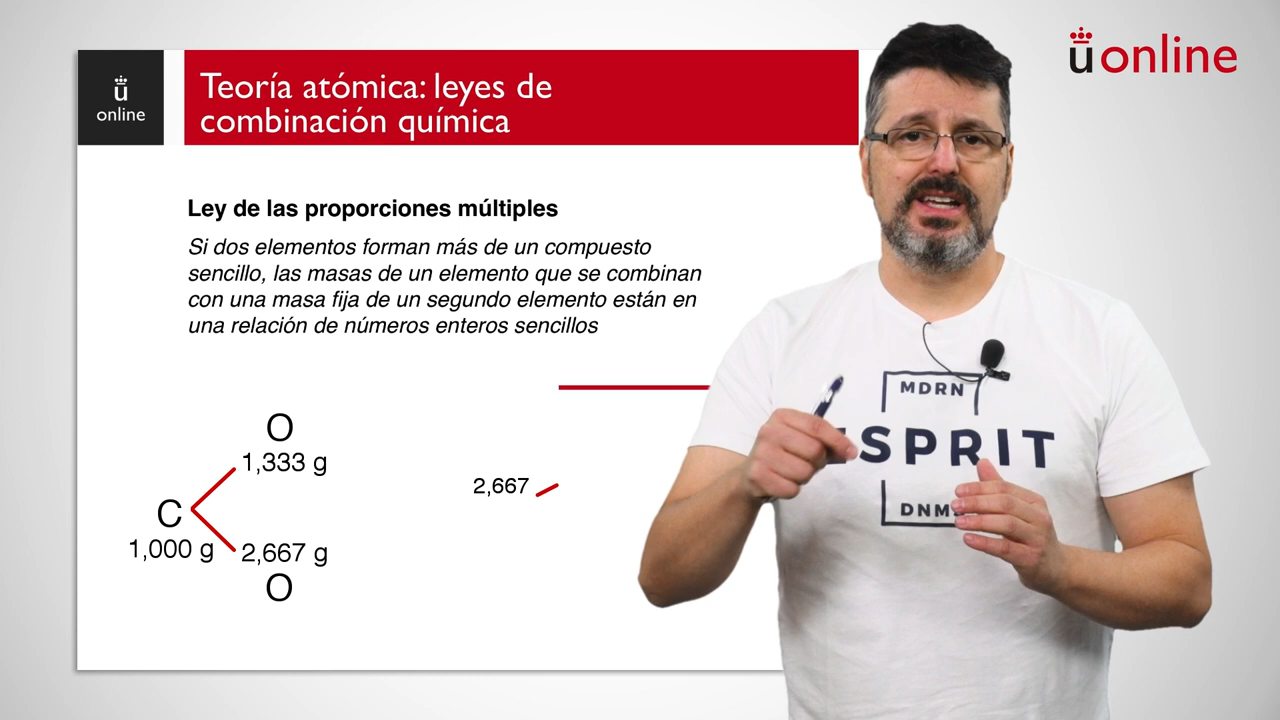 ū online
ū
online
Teoría atómica: leyes de
combinación química
Ley de las proporciones múltiples
Si dos elementos forman más de un compuesto
sencillo, las masas de un elemento que se combinan
con una masa fija de un segundo elemento están en
una relación de números enteros sencillos
O
1,333 g
C
1,000 g
2,667 g
O
2,667
MDRN
ESPRIT